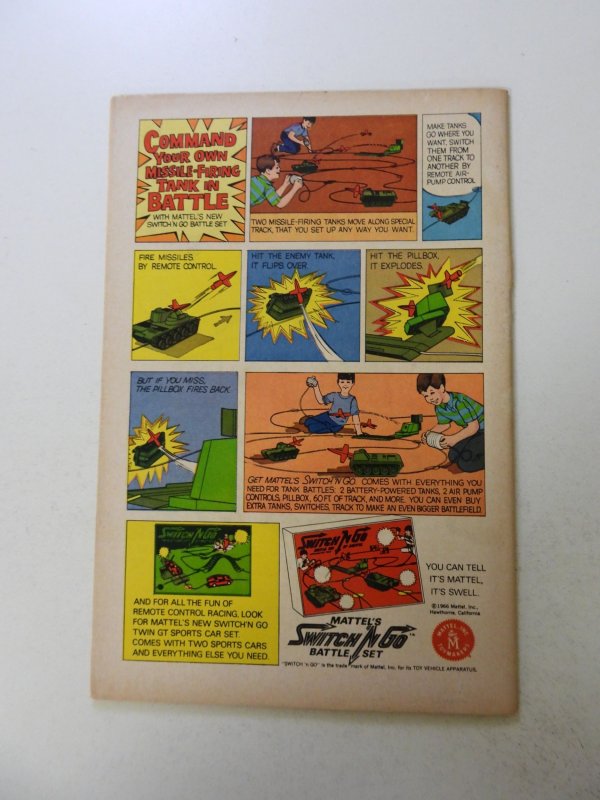 COMMAND
YOUR OWN
MISSILE-FIRING
TANK IN
BATTLE
WITH MATTEL'S NEW
SWITCH'N GO BATTLE SET
TWO MISSILE-FIRING TANKS MOVE ALONG SPECIAL
TRACK, THAT YOU SET UP ANY WAY YOU WANT.
MAKE TANKS
GO WHERE YOU
WANT. SWITCH
THEM FROM
ONE TRACK TO
ANOTHER BY
REMOTE AIR-
PUMP CONTROL
FIRE MISSILES
BY REMOTE CONTROL.
HIT THE ENEMY TANK,
IT FLIPS OVER.
HIT THE PILLBOX,
IT EXPLODES.
BUT IF YOU MISS,
THE PILLBOX FIRES BACK.
GET MATTEL'S SWITCH 'N GO. COMES WITH EVERYTHING YOU
NEED FOR TANK BATTLES: 2 BATTERY-POWERED TANKS, 2 AIR PUMP
CONTROLS, PILLBOX, 60 FT. OF TRACK, AND MORE. YOU CAN EVEN BUY
EXTRA TANKS, SWITCHES, TRACK TO MAKE AN EVEN BIGGER BATTLEFIELD.
SWITCH 'N GO
AND FOR ALL THE FUN OF
REMOTE CONTROL RACING, LOOK
FOR MATTEL'S NEW SWITCH'N GO
TWIN GT SPORTS CAR SET.
COMES WITH TWO SPORTS CARS
AND EVERYTHING ELSE YOU NEED.
SWITCH 'N GO
YOU CAN TELL
IT'S MATTEL,
IT'S SWELL.
©1966 Mattel, Inc.,
Hawthorne, California
MATTEL'S
SWITCH 'N GO™
BATTLE SET
MATTEL, INC.
M
TOYMAKERS
"SWITCH 'n GO" is the trade mark of Mattel, Inc. for its TOY VEHICLE APPARATUS.